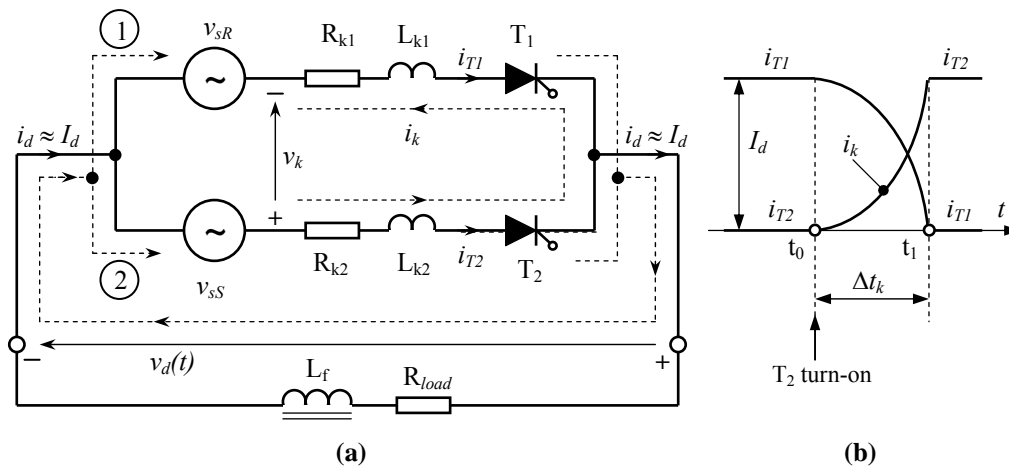 1
v_sR
R_k1
L_k1
i_T1
T_1
~
−
i_k
i_d ≈ I_d
v_k
i_d ≈ I_d
+
~
2
v_sS
R_k2
L_k2
i_T2
T_2
−
v_d(t)
+
L_f
R_load
(a)
i_T1
i_T2
I_d
i_k
i_T2
i_T1
t
t_0
t_1
Δt_k
T_2 turn-on
(b)